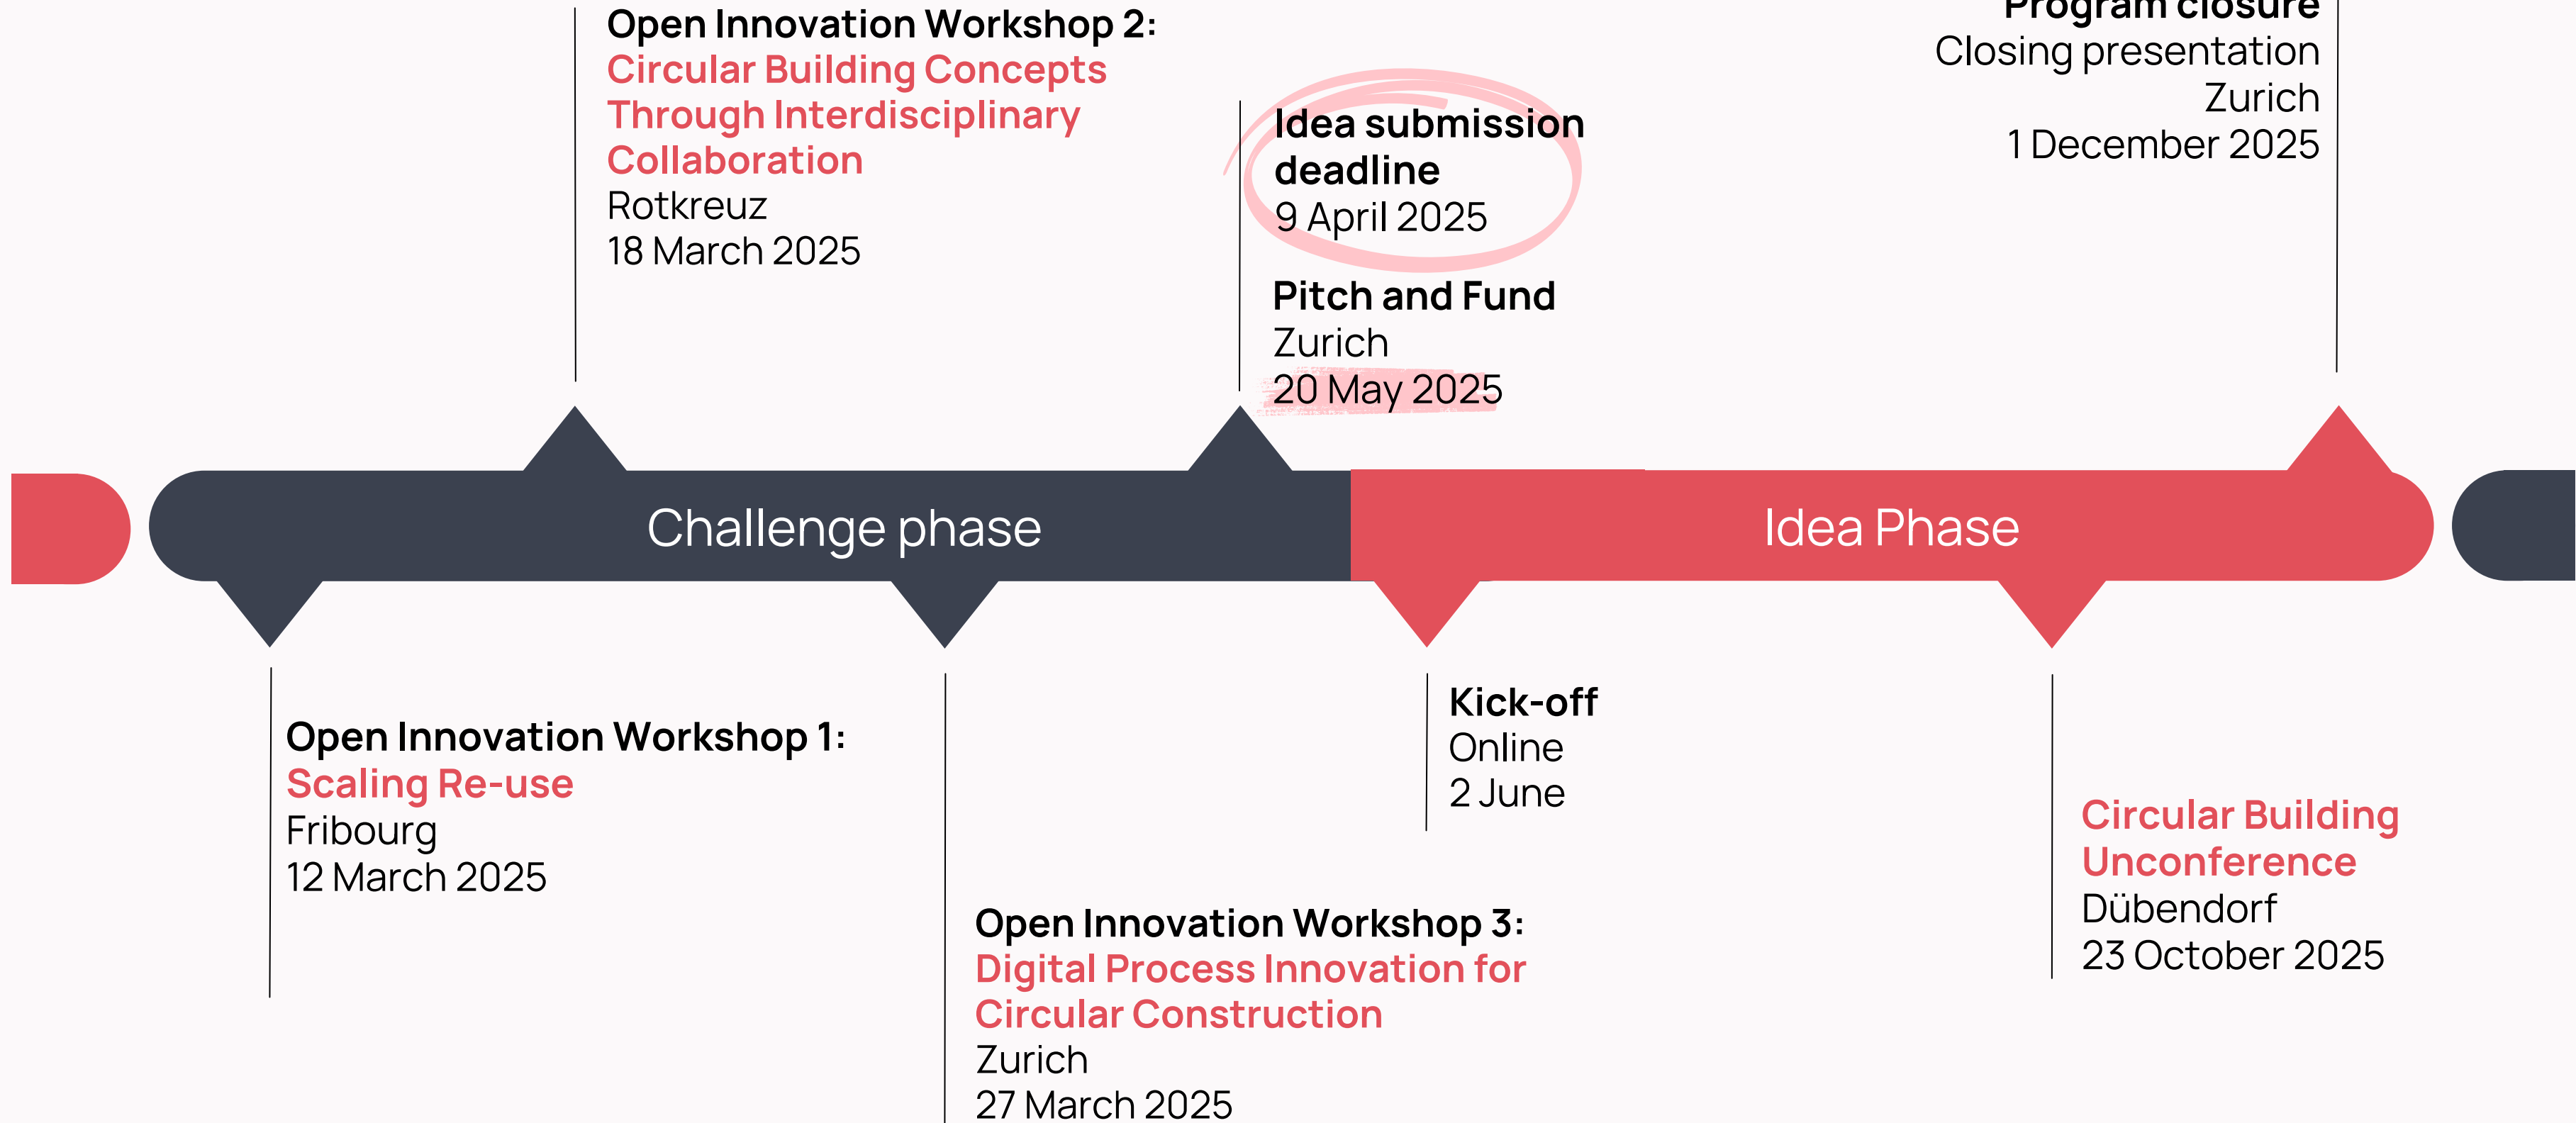 Open Innovation Workshop 2:
Circular Building Concepts
Through Interdisciplinary
Collaboration
Rotkreuz
18 March 2025
Idea submission
deadline
9 April 2025
Pitch and Fund
Zurich
20 May 2025
Program closure
Closing presentation
Zurich
1 December 2025
Challenge phase
Idea Phase
Open Innovation Workshop 1:
Scaling Re-use
Fribourg
12 March 2025
Open Innovation Workshop 3:
Digital Process Innovation for
Circular Construction
Zurich
27 March 2025
Kick-off
Online
2 June
Circular Building
Unconference
Dübendorf
23 October 2025